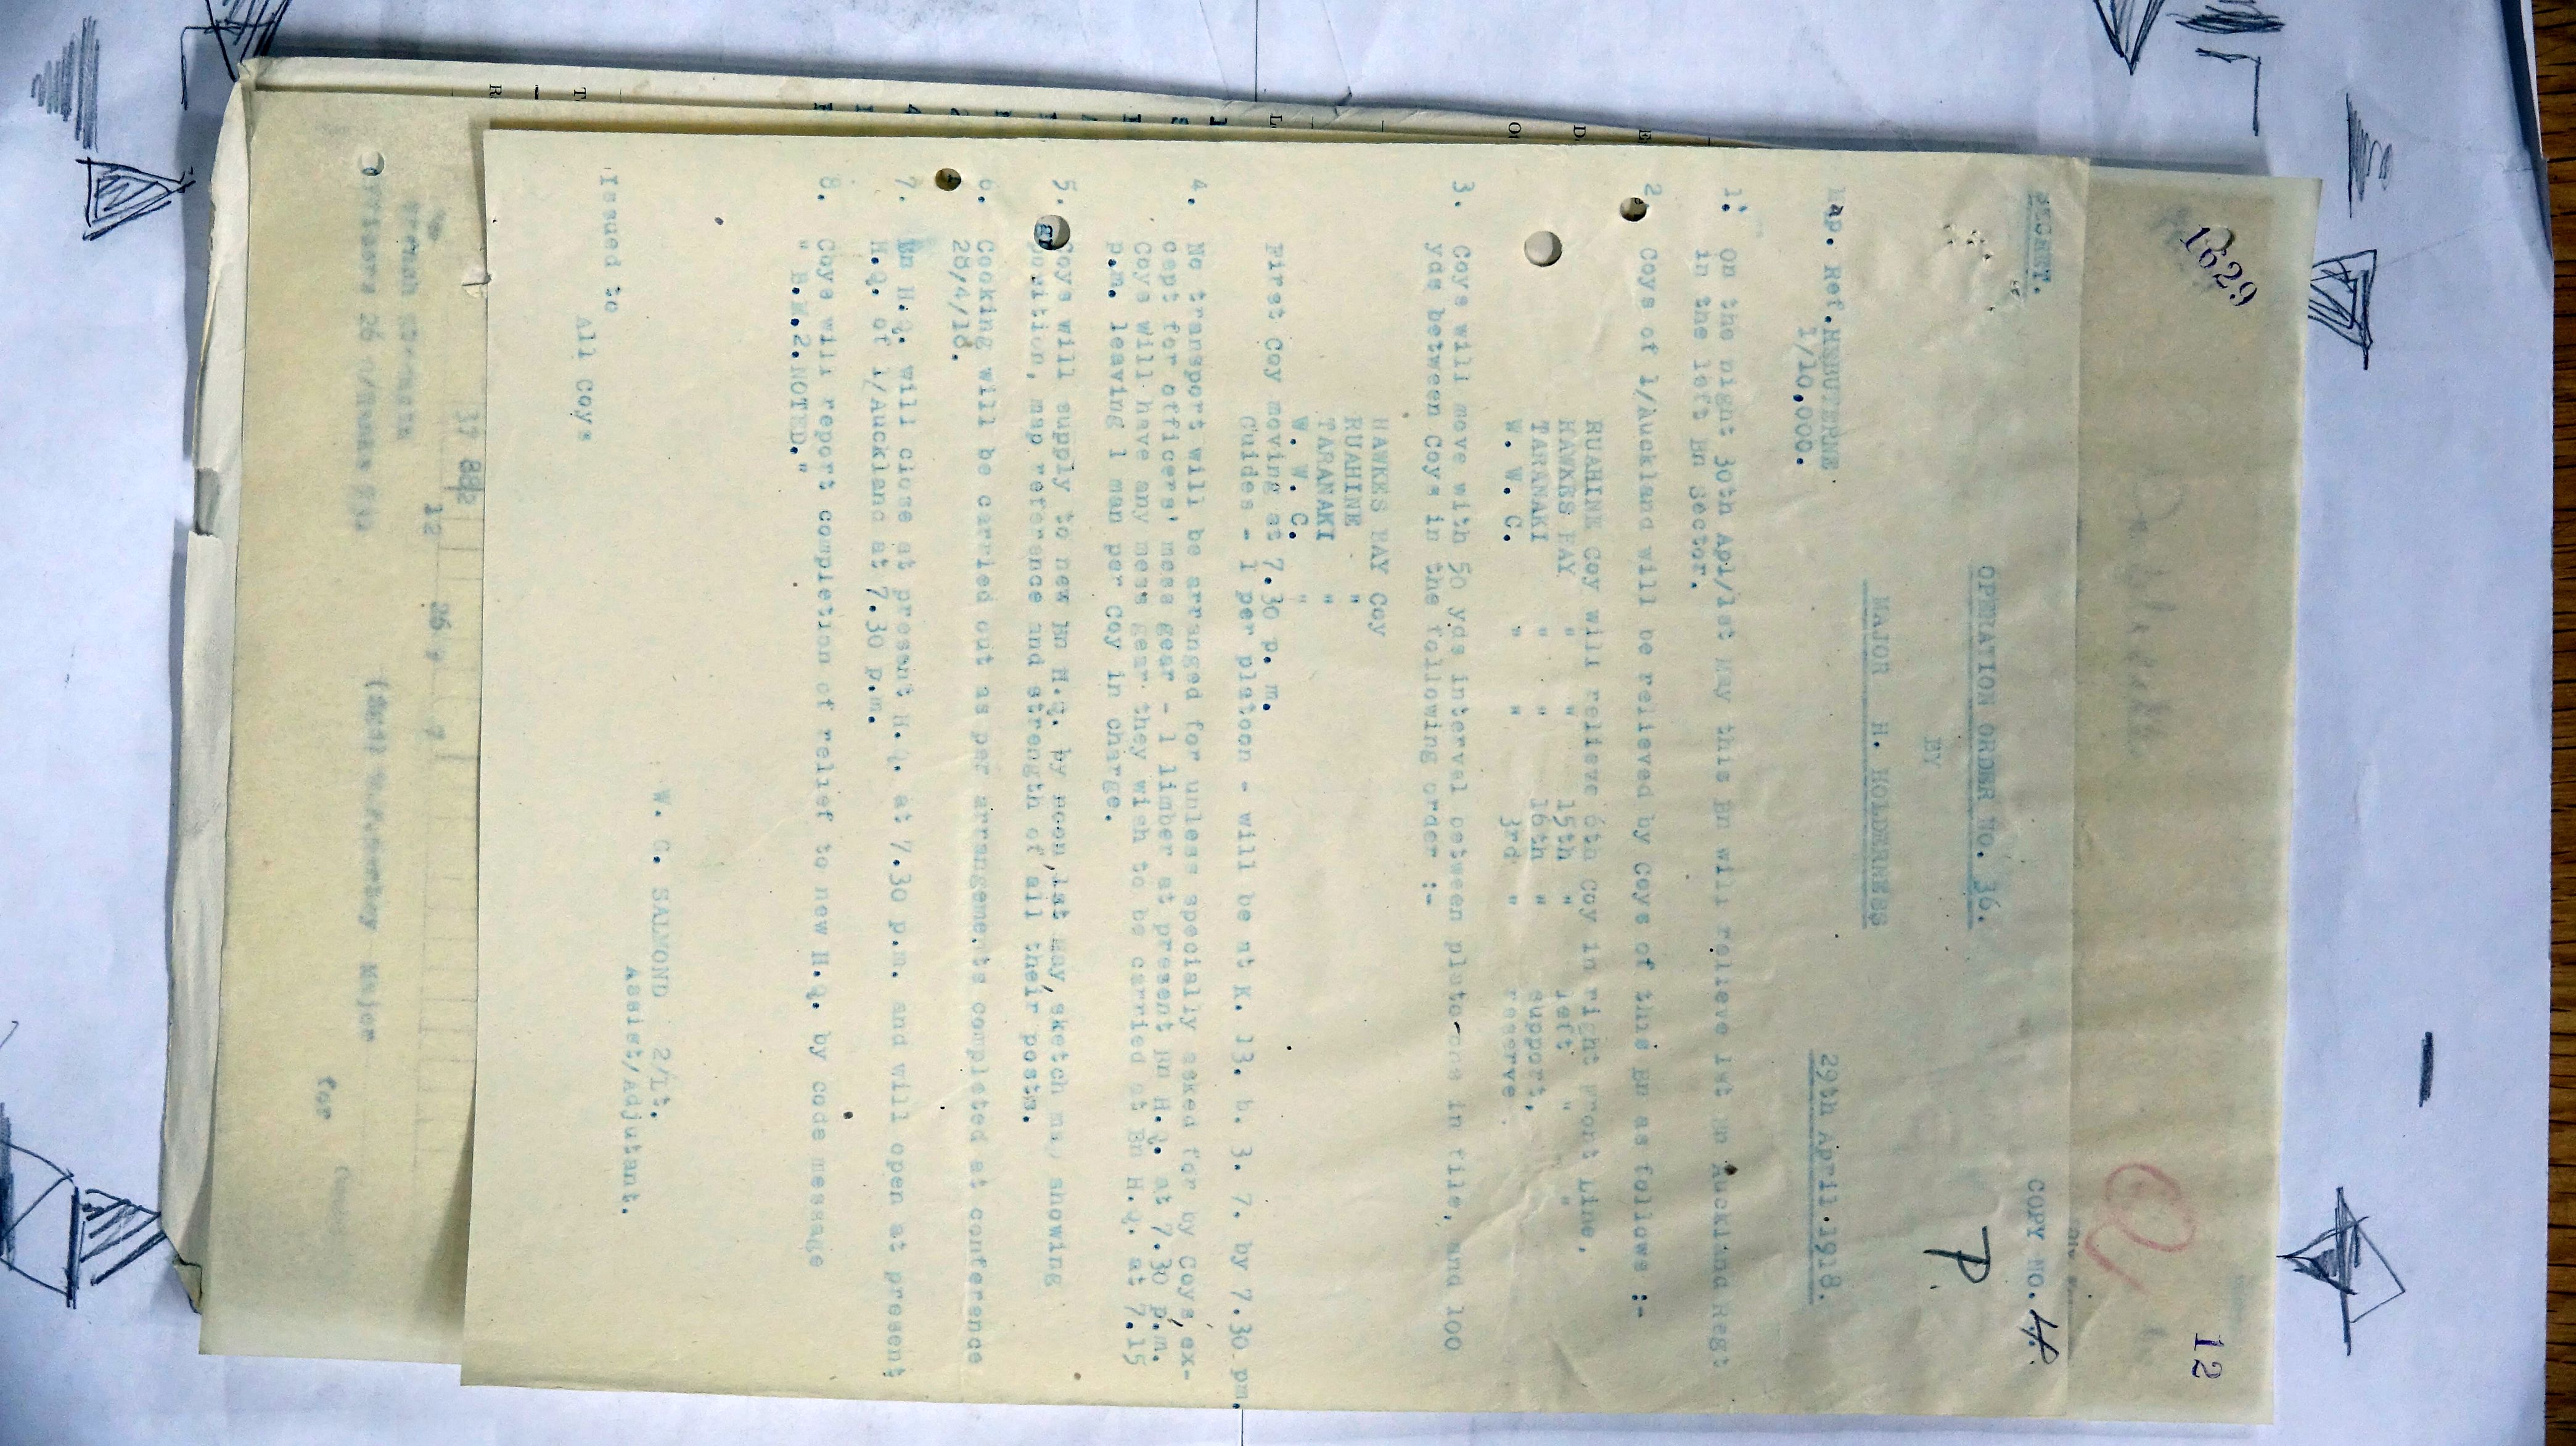 1629
12
SECRET.
COPY NO. 4
P.
OPERATION ORDER NO. 36.
BY
MAJOR H. HOLDERNESS
29th April.1918.
Map. Ref.
1/10,000.
1. On the night 30th Apl/1st May this Bn will relieve 1st Bn Auckland Regt
in the left Bn Sector.
2. Coys of 1/Auckland will be relieved by Coys of this Bn as follows :-
RUAHINE Coy will relieve 6th Coy in right Front Line,
HAWKES BAY " " 15th " left " "
TARANAKI " " 16th " support,
W. W. C. " " 3rd " reserve
3. Coys will move with 50 yds interval between platoons in file, and 100
yds between Coys in the following order :-
HAWKES BAY Coy
RUAHINE "
TARANAKI "
W. W. C. "
First Coy moving at 7.30 p.m.
Guides - 1 per platoon - will be at K. 13. b. 3. 7. by 7.30 pm.
4. No transport will be arranged for unless specially asked for by Coys, ex-
cept for officers' mess gear - 1 limber at present Bn H.Q. at 7.30 p.m.
Coys will have any mess gear they wish to be carried at Bn H.Q. at 7.15
p.m. leaving 1 man per Coy in charge.
5. Coys will supply to new Bn H.Q. by noon, 1st May, sketch map showing
position, map reference and strength of all their posts.
6. Cooking will be carried out as per arrangements completed at conference
28/4/18.
7. Bn H.Q. will close at present H.Q. at 7.30 p.m. and will open at present
H.Q. of 1/Auckland at 7.30 p.m.
8. Coys will report completion of relief to new H.Q. by code message
" B.M.2.NOTED."
W. G. SALMOND 2/Lt.
Assist/Adjutant.
Issued to
All Coys
37 882
12
26
7
Major
for